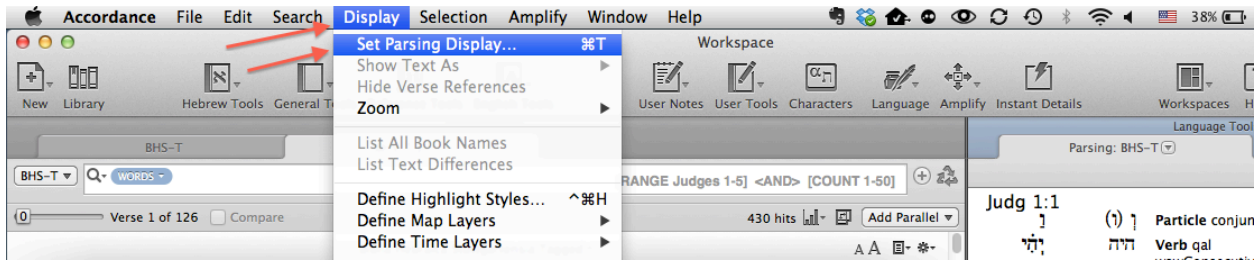 Accordance File Edit Search Display Selection Amplify Window Help 38%
Set Parsing Display... ⌘T
Workspace
Show Text As
Hide Verse References
Zoom
New Library Hebrew Tools General User Notes User Tools Characters Language Amplify Instant Details Workspaces
List All Book Names
List Text Differences
BHS-T
Language Tool
Parsing: BHS-T
BHS-T WORDS RANGE Judges 1-5] <AND> [COUNT 1-50]
Define Highlight Styles... ^⌘H
Define Map Layers
Define Time Layers
0 Verse 1 of 126 Compare 430 hits Add Parallel
AA
Judg 1:1
וַ ןְ (ו) Particle
יְהִ֗י היה Verb qal